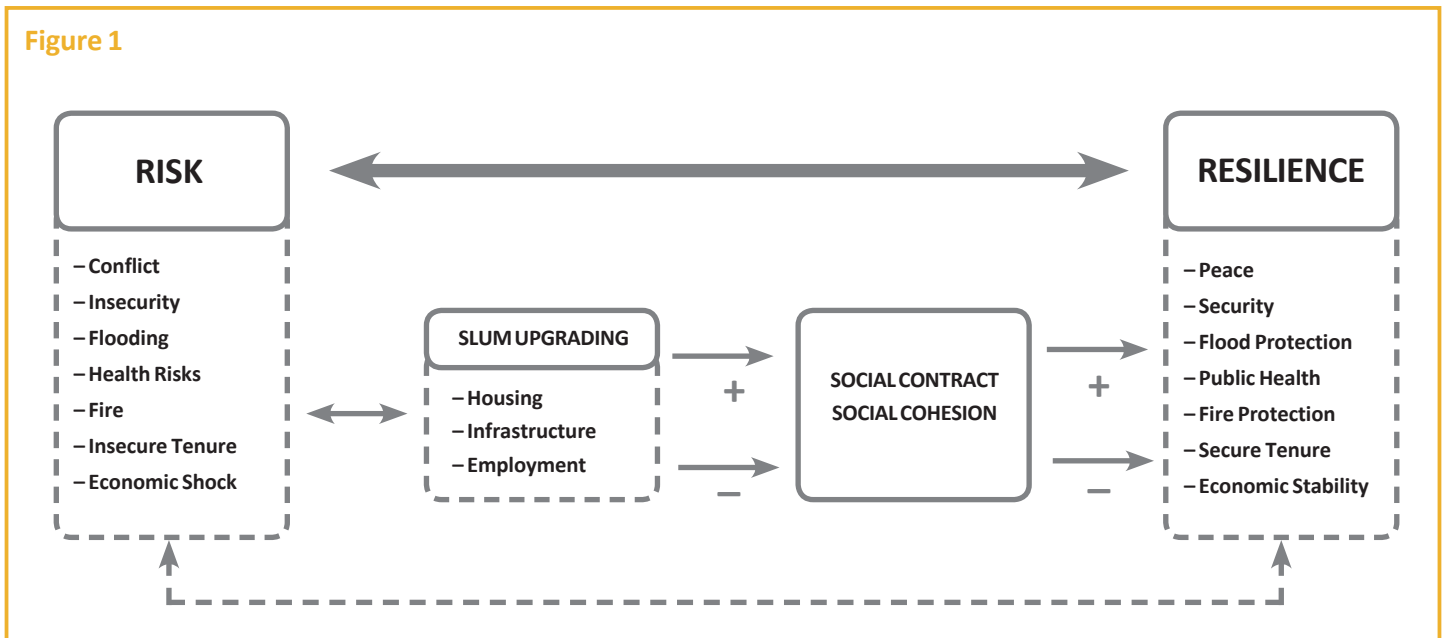 Figure 1
RISK
– Conflict
– Insecurity
– Flooding
– Health Risks
– Fire
– Insecure Tenure
– Economic Shock
SLUM UPGRADING
– Housing
– Infrastructure
– Employment
+
–
SOCIAL CONTRACT
SOCIAL COHESION
+
–
RESILIENCE
– Peace
– Security
– Flood Protection
– Public Health
– Fire Protection
– Secure Tenure
– Economic Stability